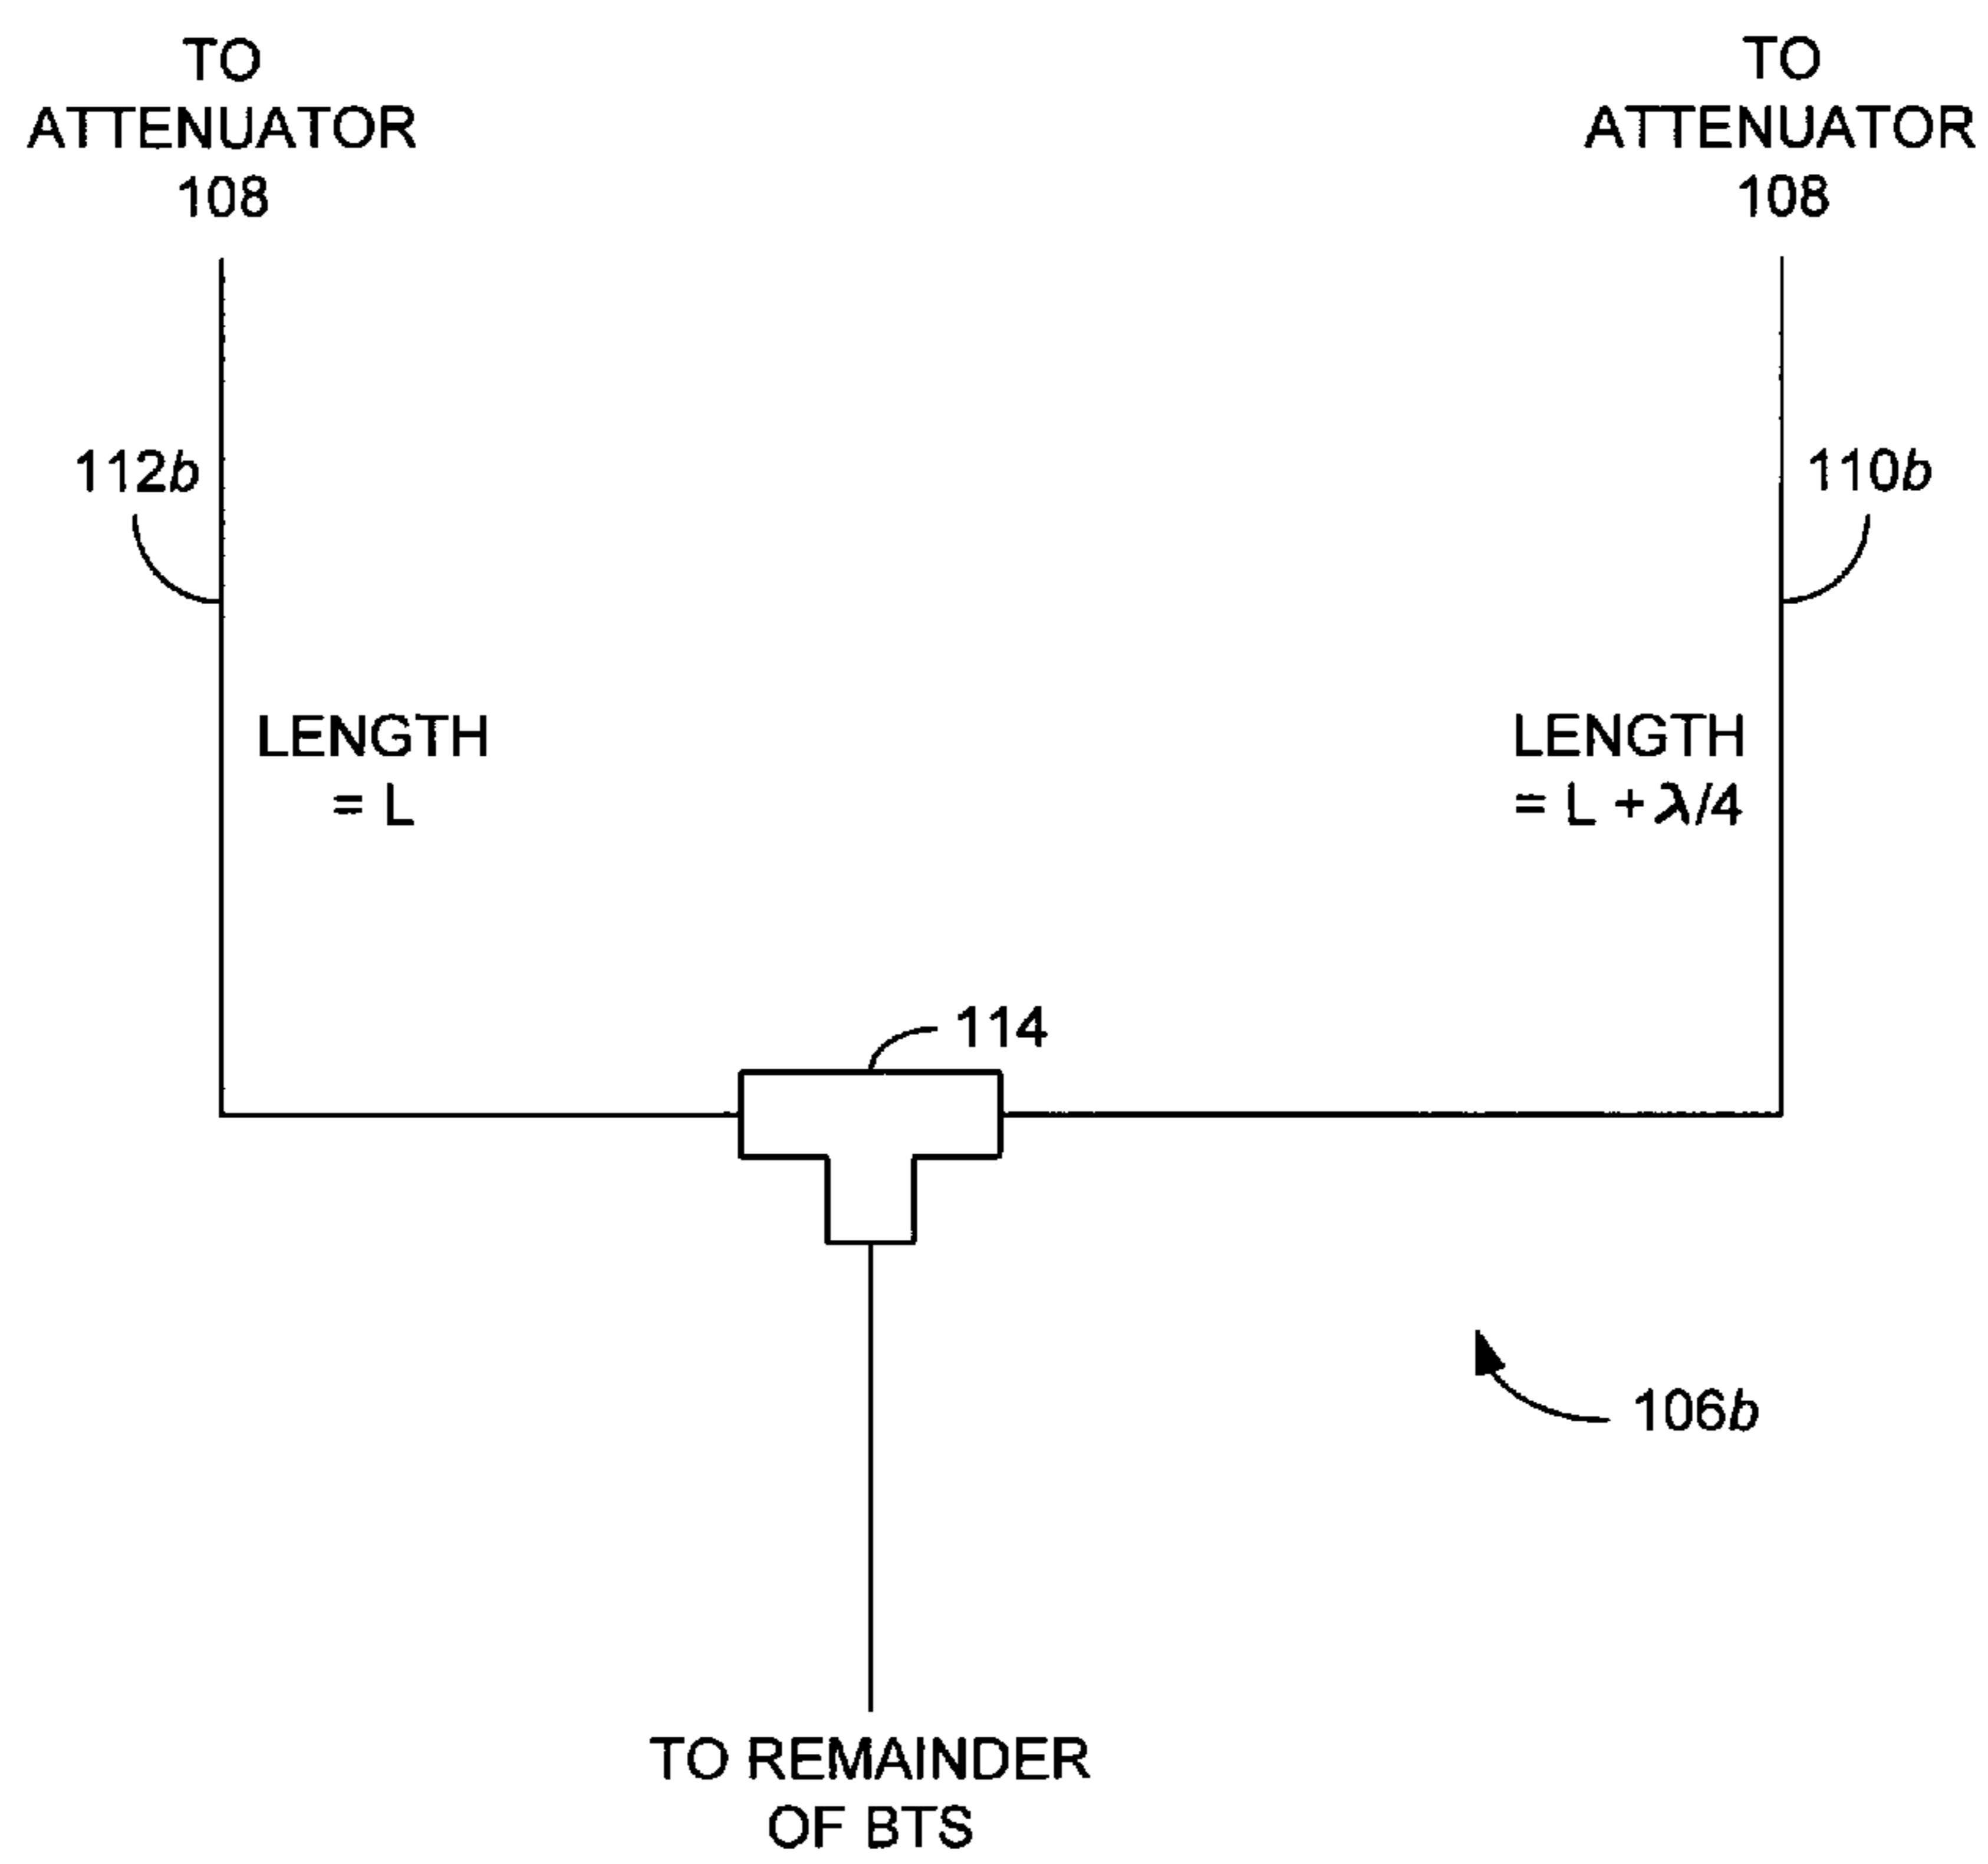 TO
ATTENUATOR
108
TO
ATTENUATOR
108
112b
110b
LENGTH
= L
LENGTH
= L + λ/4
114
106b
TO REMAINDER
OF BTS